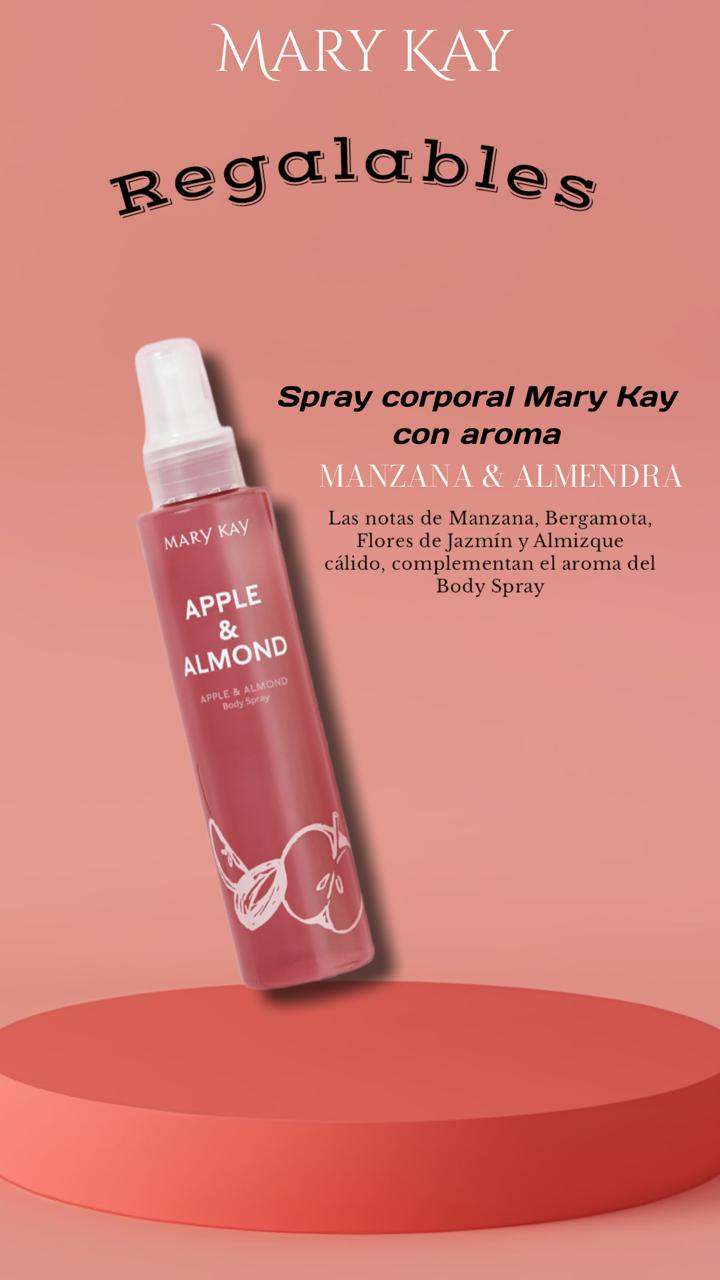 MARY KAY
Regalables
Spray corporal Mary Kay
con aroma
MANZANA & ALMENDRA
Las notas de Manzana, Bergamota,
Flores de Jazmín y Almizque
cálido, complementan el aroma del
Body Spray
MARY KAY
APPLE
&
ALMOND
APPLE & ALMOND
Body Spray